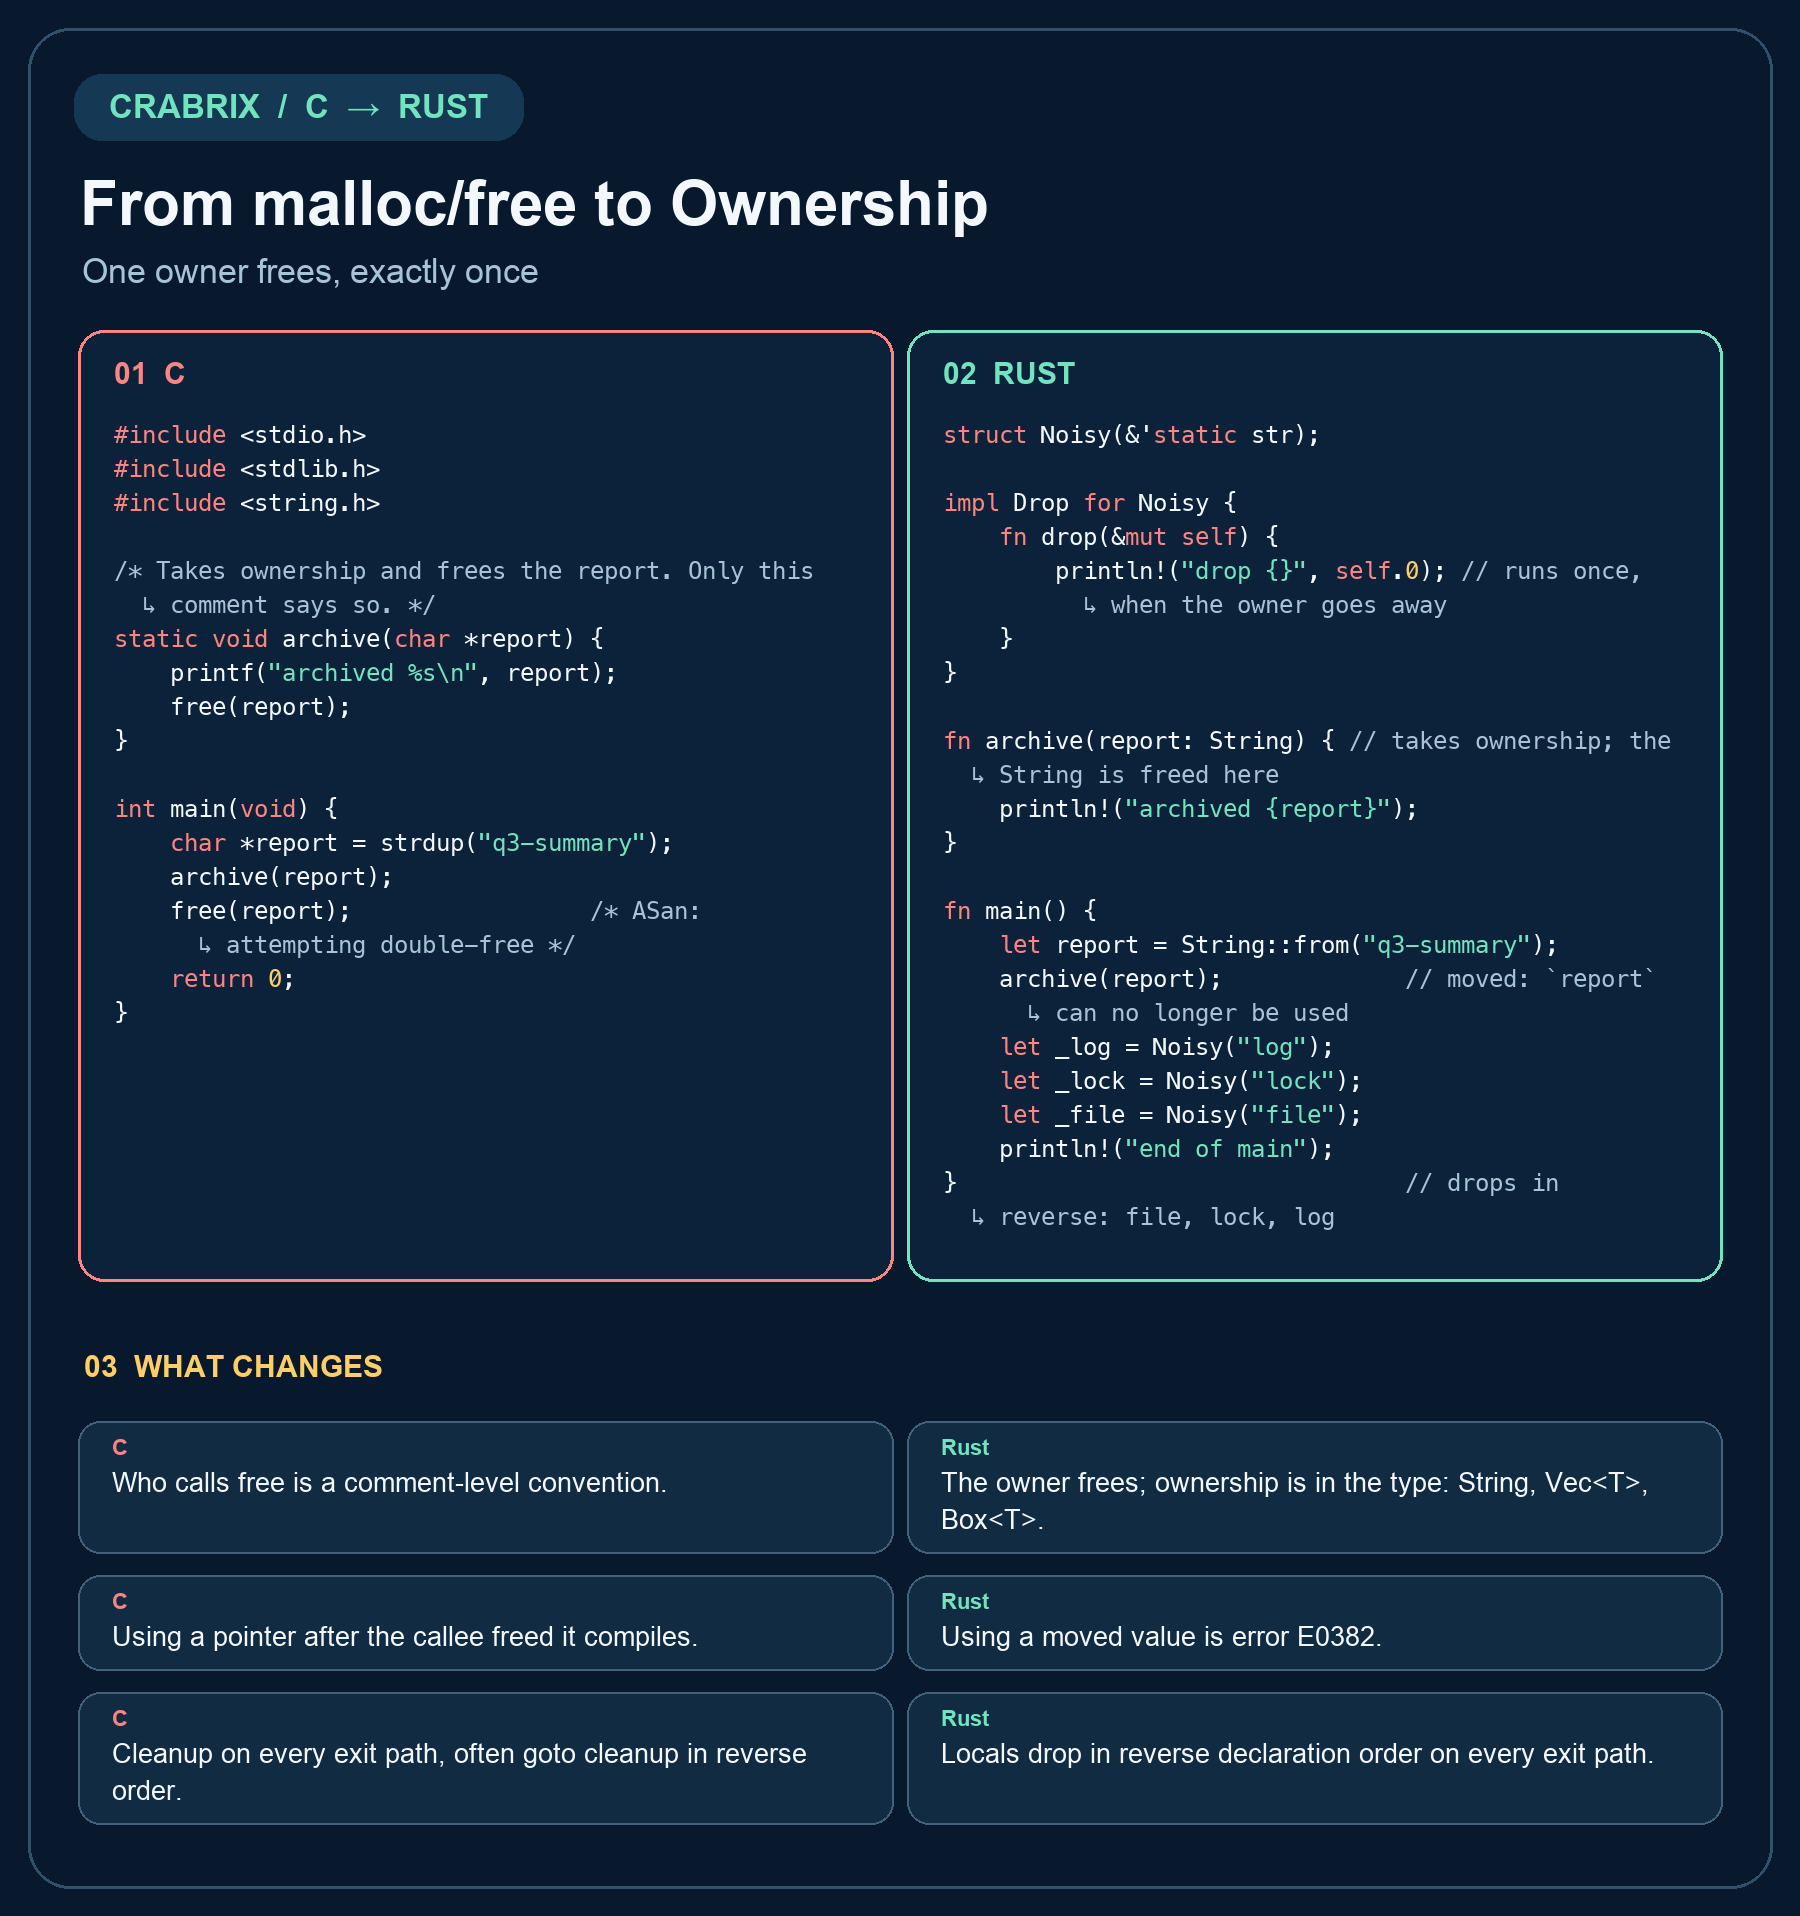 CRABRIX / C → RUST
From malloc/free to Ownership
One owner frees, exactly once
01 C
#include <stdio.h>
#include <stdlib.h>
#include <string.h>

/* Takes ownership and frees the report. Only this
  ↳ comment says so. */
static void archive(char *report) {
    printf("archived %s\n", report);
    free(report);
}

int main(void) {
    char *report = strdup("q3-summary");
    archive(report);
    free(report);                 /* ASan:
      ↳ attempting double-free */
    return 0;
}
02 RUST
struct Noisy(&'static str);

impl Drop for Noisy {
    fn drop(&mut self) {
        println!("drop {}", self.0); // runs once,
          ↳ when the owner goes away
    }
}

fn archive(report: String) { // takes ownership; the
  ↳ String is freed here
    println!("archived {report}");
}

fn main() {
    let report = String::from("q3-summary");
    archive(report);             // moved: `report`
      ↳ can no longer be used
    let _log = Noisy("log");
    let _lock = Noisy("lock");
    let _file = Noisy("file");
    println!("end of main");
}                                // drops in
  ↳ reverse: file, lock, log
03 WHAT CHANGES
C
Who calls free is a comment-level convention.
Rust
The owner frees; ownership is in the type: String, Vec<T>,
Box<T>.
C
Using a pointer after the callee freed it compiles.
Rust
Using a moved value is error E0382.
C
Cleanup on every exit path, often goto cleanup in reverse
order.
Rust
Locals drop in reverse declaration order on every exit path.